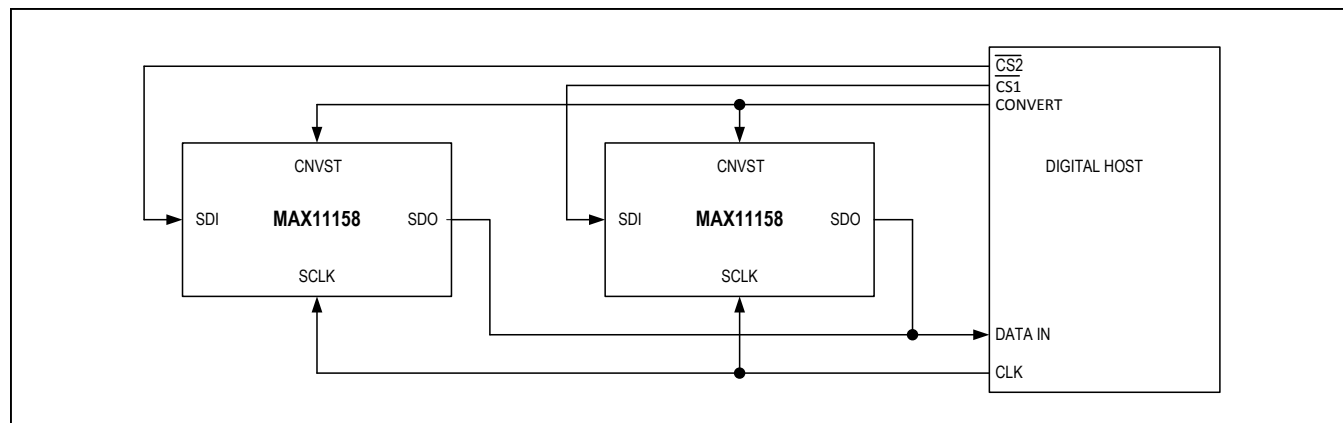 CS2
CS1
CONVERT
CNVST
CNVST
DIGITAL HOST
SDI
MAX11158
SDO
SDI
MAX11158
SDO
SCLK
SCLK
DATA IN
CLK